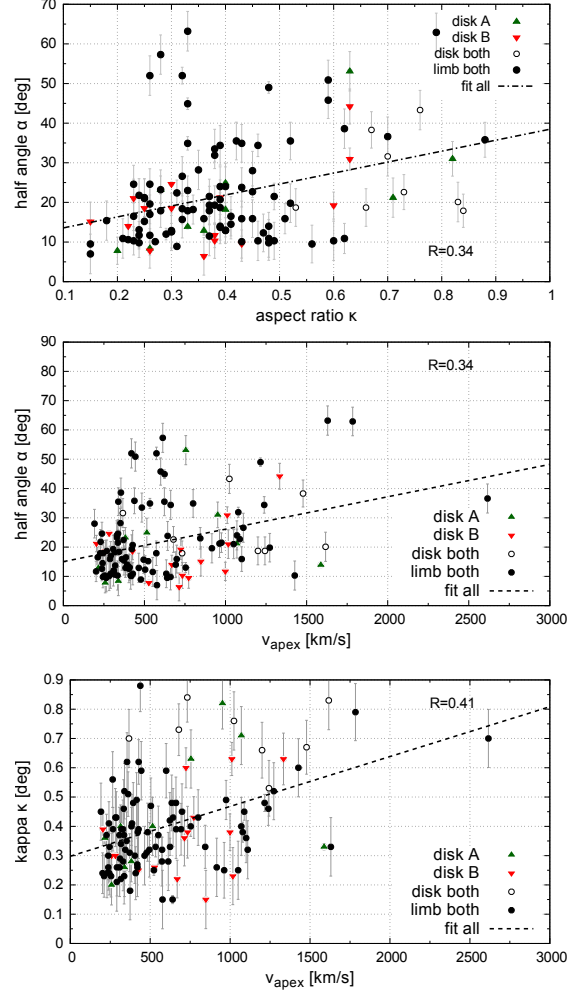 70
60
50
40
30
20
10
0
half angle α [deg]
disk A
disk B
disk both
limb both
fit all
R=0.34
0.1 0.2 0.3 0.4 0.5 0.6 0.7 0.8 0.9 1
aspect ratio κ
90
80
70
60
50
40
30
20
10
0
half angle α [deg]
R=0.34
disk A
disk B
disk both
limb both
fit all
0 500 1000 1500 2000 2500 3000
v_apex [km/s]
0.9
0.8
0.7
0.6
0.5
0.4
0.3
0.2
0.1
0
kappa κ [deg]
R=0.41
disk A
disk B
disk both
limb both
fit all
0 500 1000 1500 2000 2500 3000
v_apex [km/s]